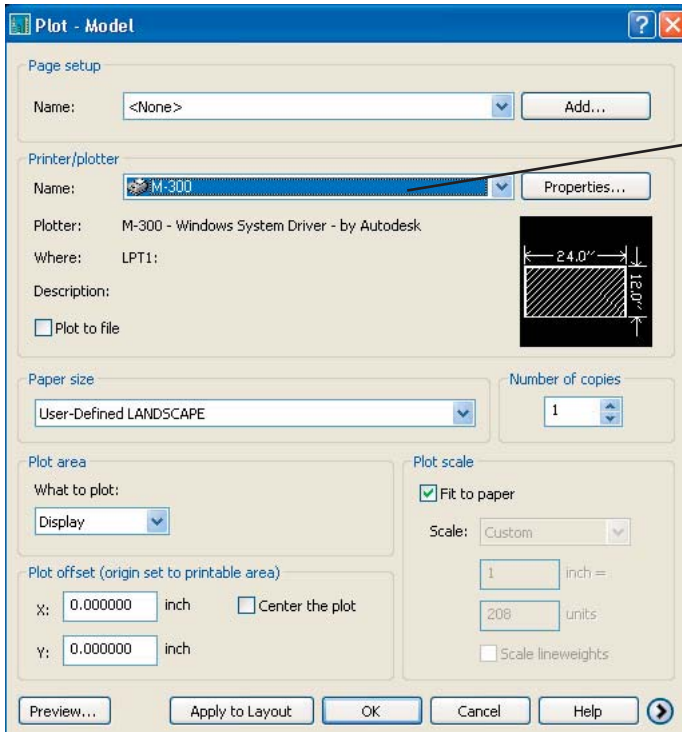 Plot - Model
Page setup
Name: <None> Add...
Printer/plotter
Name: M-300 Properties...
Plotter: M-300 - Windows System Driver - by Autodesk
Where: LPT1:
Description:
Plot to file
24.0″
12.0″
Paper size
User-Defined LANDSCAPE
Number of copies
1
Plot area
What to plot:
Display
Plot offset (origin set to printable area)
X: 0.000000 inch Center the plot
Y: 0.000000 inch
Plot scale
Fit to paper
Scale: Custom
1 inch =
208 units
Scale lineweights
Preview... Apply to Layout OK Cancel Help